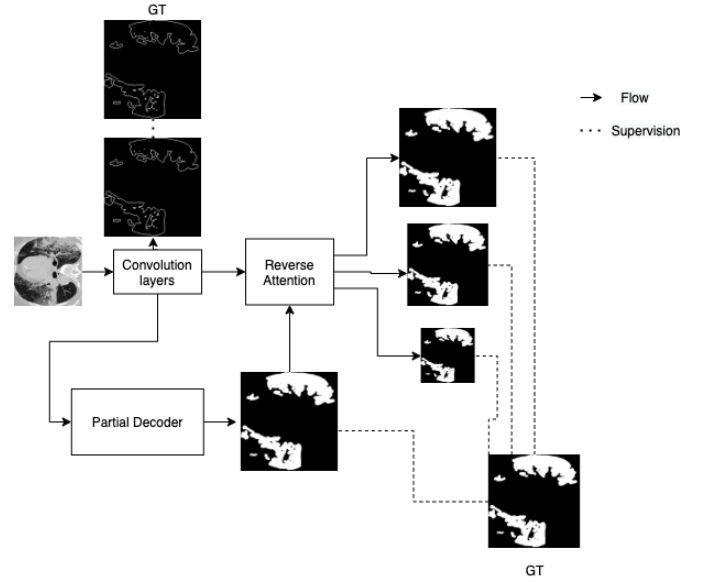 GT
Flow
Supervision
Convolution
layers
Reverse
Attention
Partial Decoder
GT